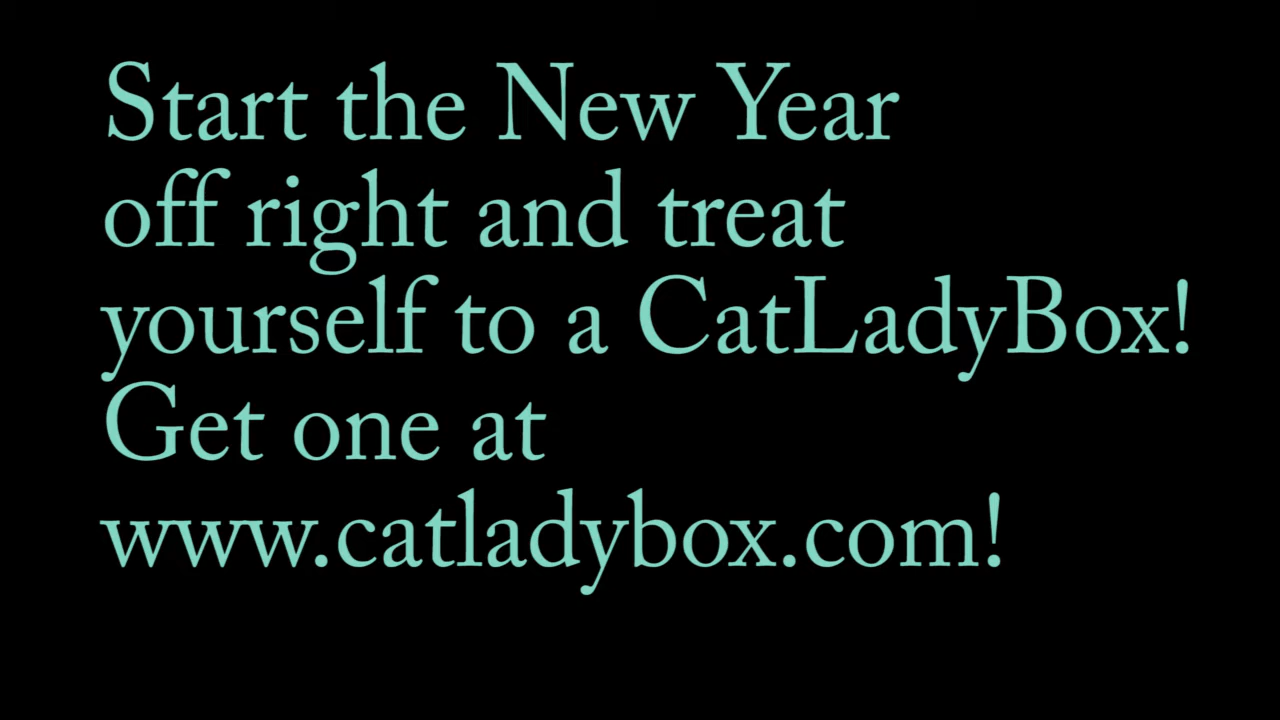 Start the New Year
off right and treat
yourself to a CatLadyBox!
Get one at
www.catladybox.com!